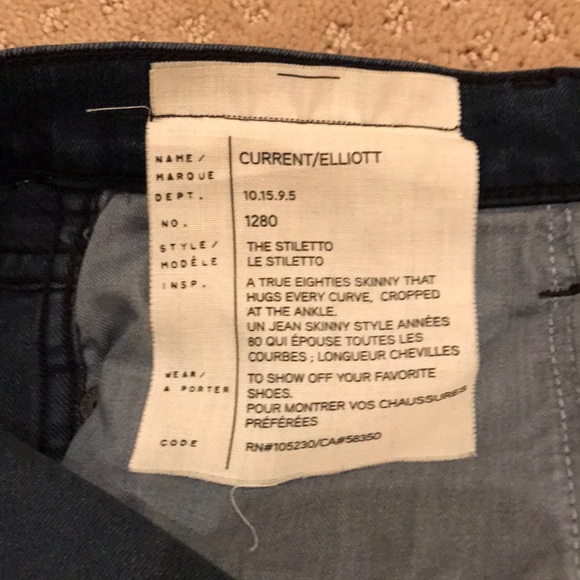 NAME/ CURRENT/ELLIOTT
MARQUE
DEPT. 10.15.9.5
NO. 1280
STYLE/ THE STILETTO
MODÈLE LE STILETTO
INSP. A TRUE EIGHTIES SKINNY THAT
HUGS EVERY CURVE, CROPPED
AT THE ANKLE.
UN JEAN SKINNY STYLE ANNÉES
80 QUI ÉPOUSE TOUTES LES
COURBES ; LONGUEUR CHEVILLES
WEAR/ TO SHOW OFF YOUR FAVORITE
A PORTER SHOES.
POUR MONTRER VOS CHAUSSURES
PRÉFÉRÉES
CODE RN#105230/CA#58350